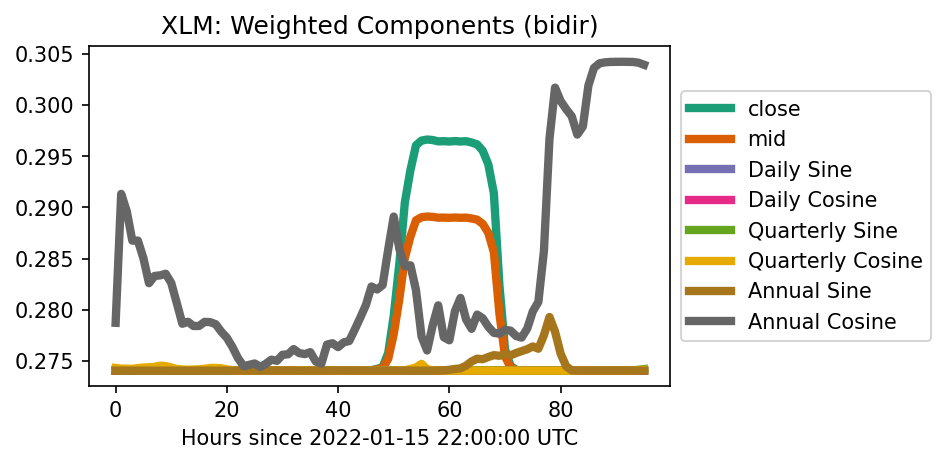 XLM: Weighted Components (bidir)
0.305
0.300
0.295
0.290
0.285
0.280
0.275
0 20 40 60 80
Hours since 2022-01-15 22:00:00 UTC
close
mid
Daily Sine
Daily Cosine
Quarterly Sine
Quarterly Cosine
Annual Sine
Annual Cosine